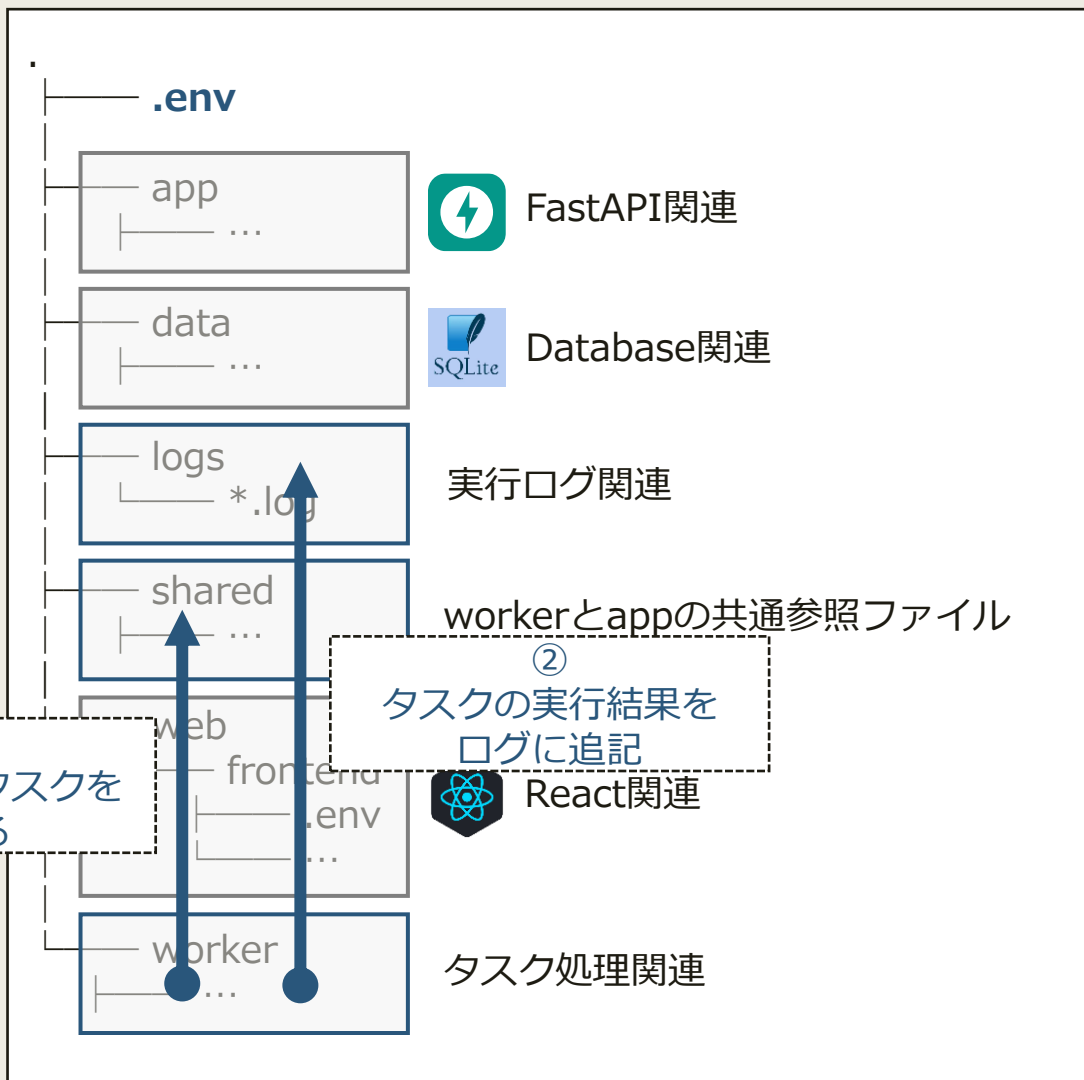 .
.env
app
...
FastAPI関連
data
...
SQLite
Database関連
logs
*.log
実行ログ関連
shared
...
workerとappの共通参照ファイル
②
タスクの実行結果を
ログに追記
web
frontend
.env
...
スクを
React関連
worker
...
タスク処理関連